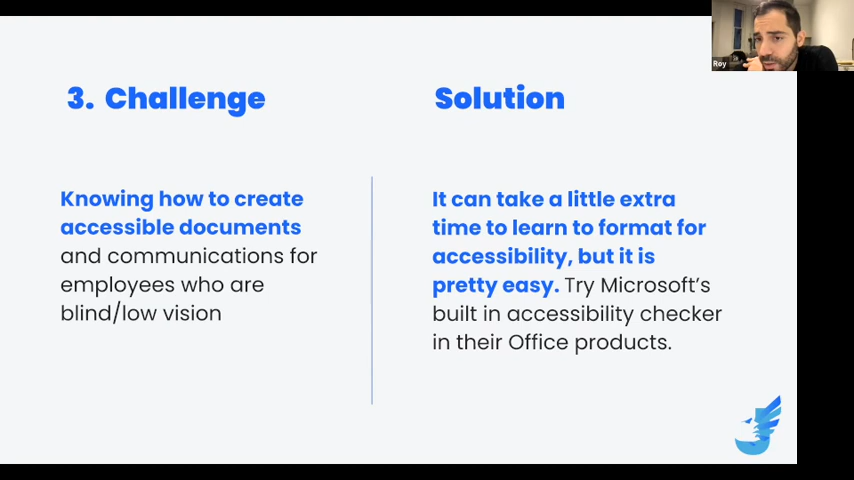 3. Challenge
Knowing how to create
accessible documents
and communications for
employees who are
blind/low vision
Solution
It can take a little extra
time to learn to format for
accessibility, but it is
pretty easy. Try Microsoft's
built in accessibility checker
in their Office products.
Roy